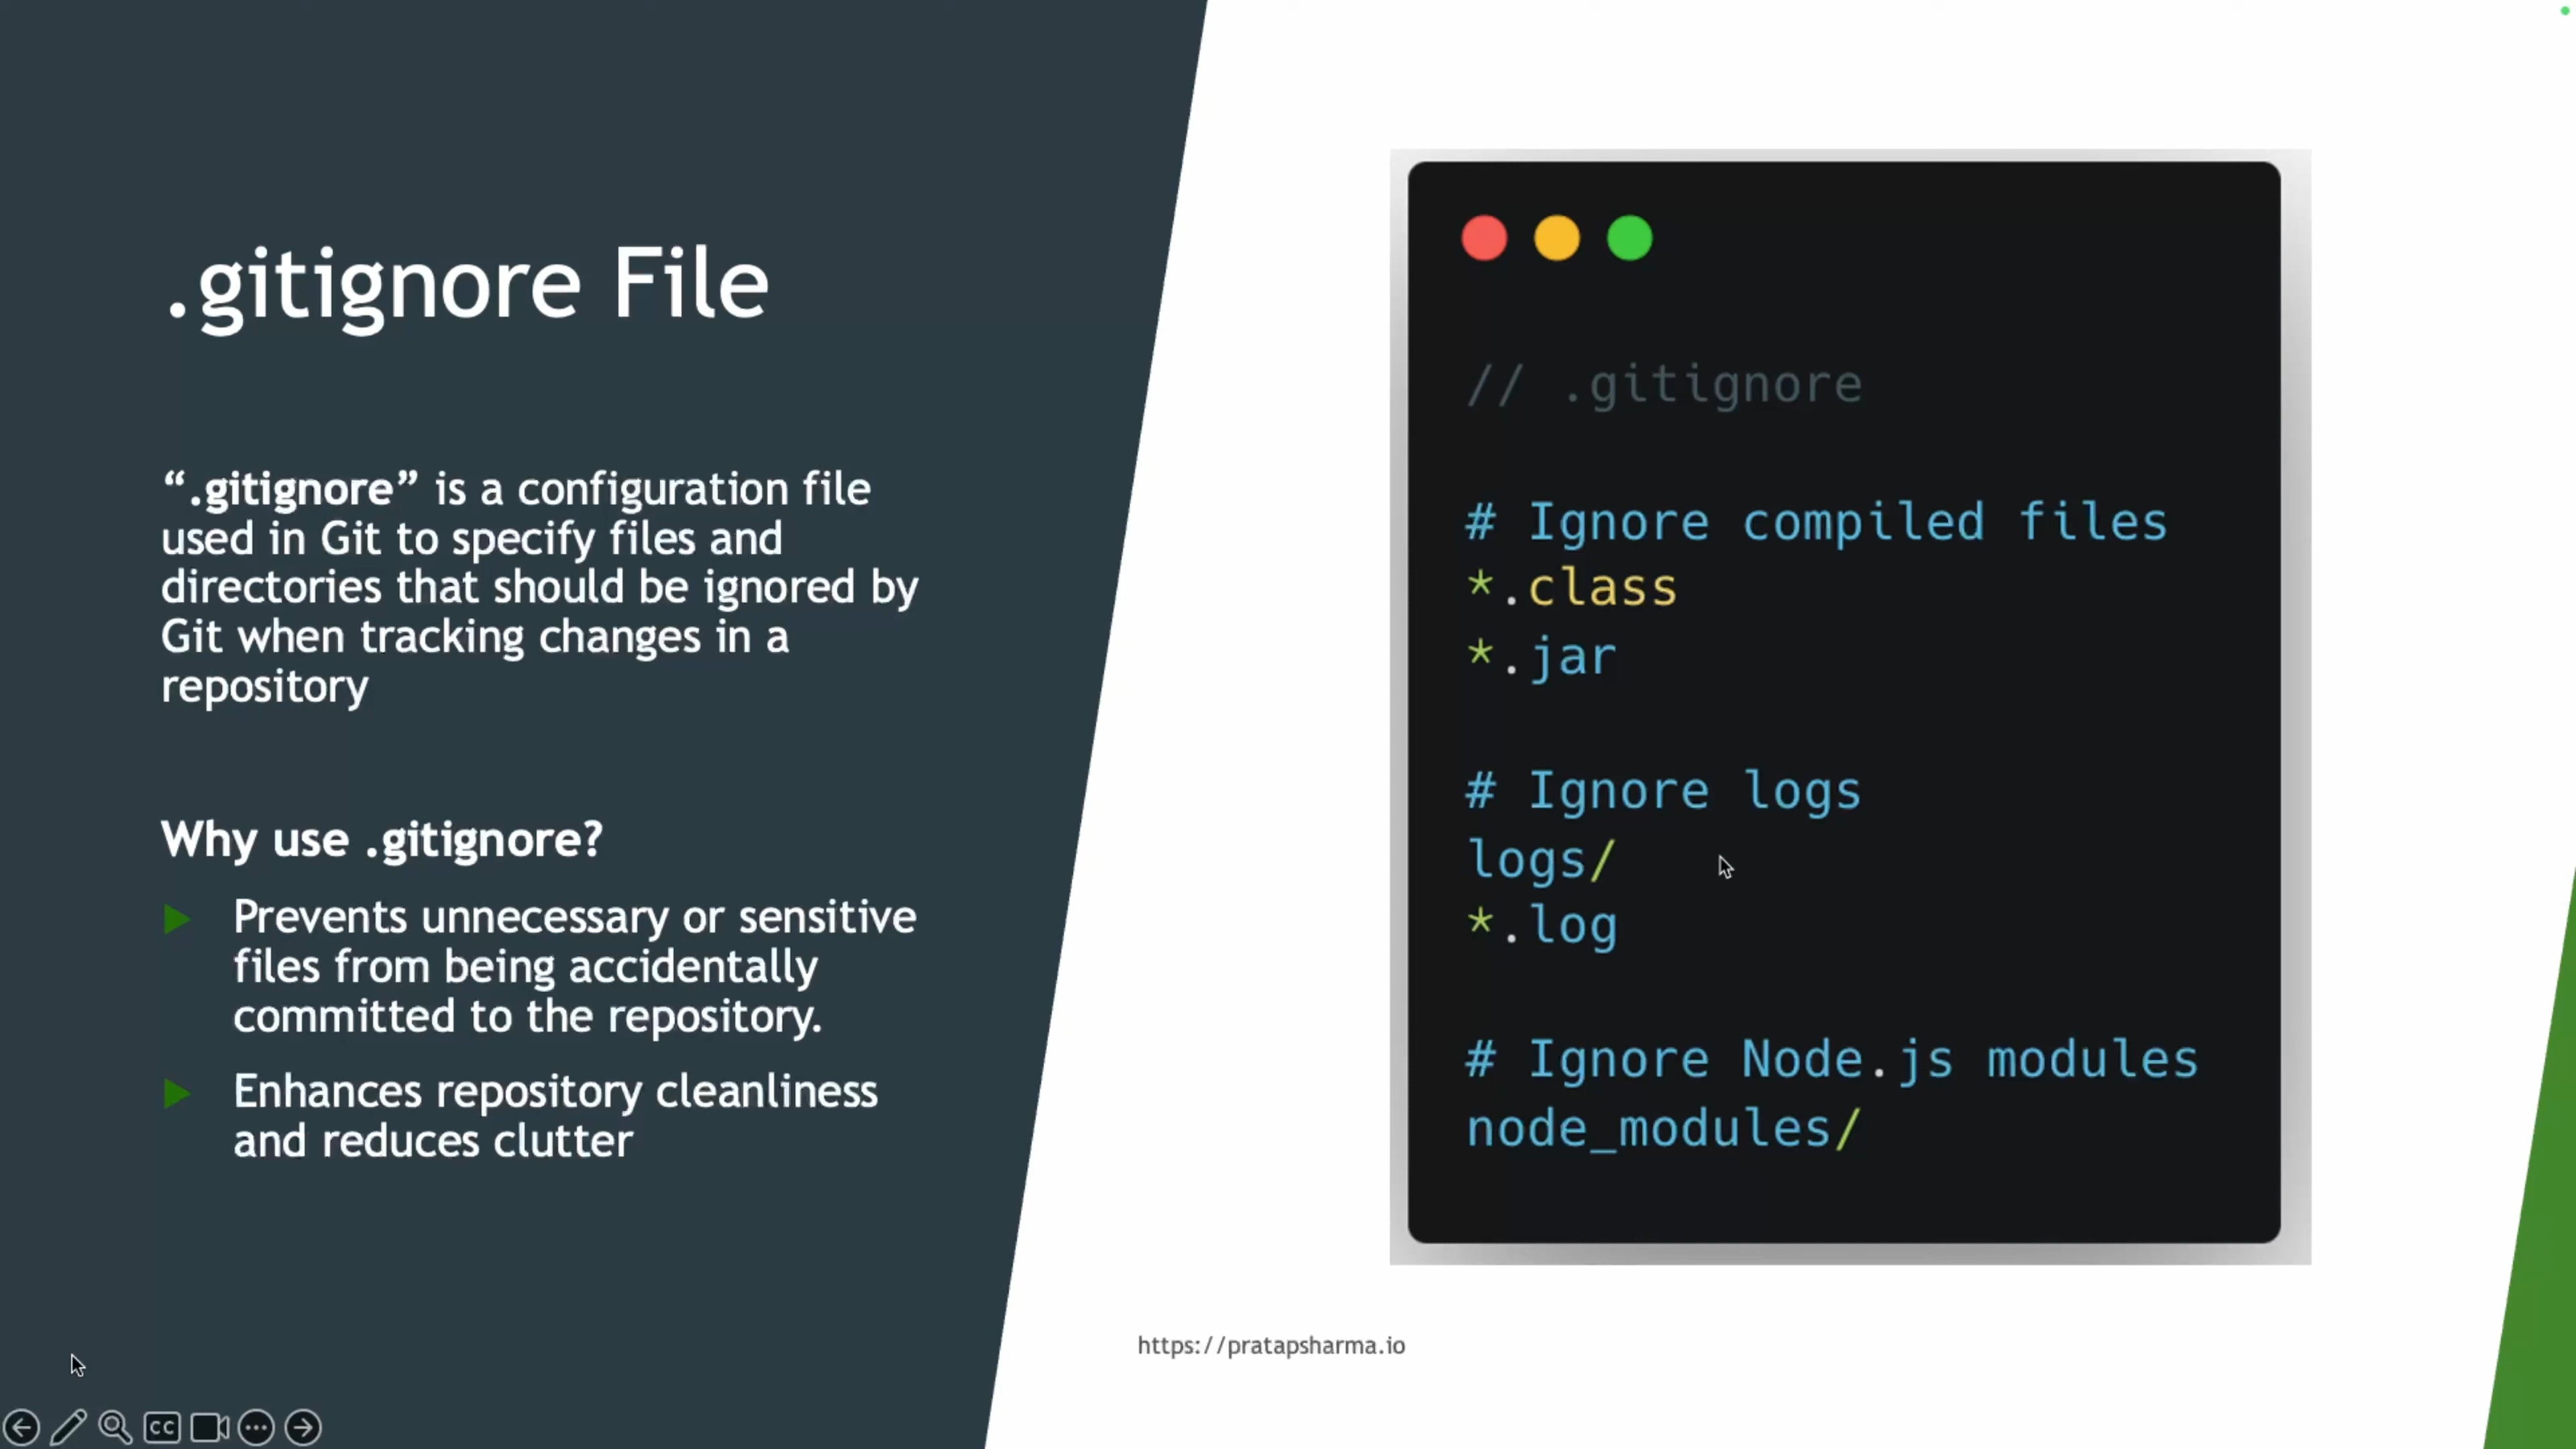 .gitignore File
“.gitignore” is a configuration file
used in Git to specify files and
directories that should be ignored by
Git when tracking changes in a
repository
Why use .gitignore?
Prevents unnecessary or sensitive
files from being accidentally
committed to the repository.
Enhances repository cleanliness
and reduces clutter
// .gitignore
# Ignore compiled files
*.class
*.jar
# Ignore logs
logs/
*.log
# Ignore Node.js modules
node_modules/
https://pratapsharma.io
CC